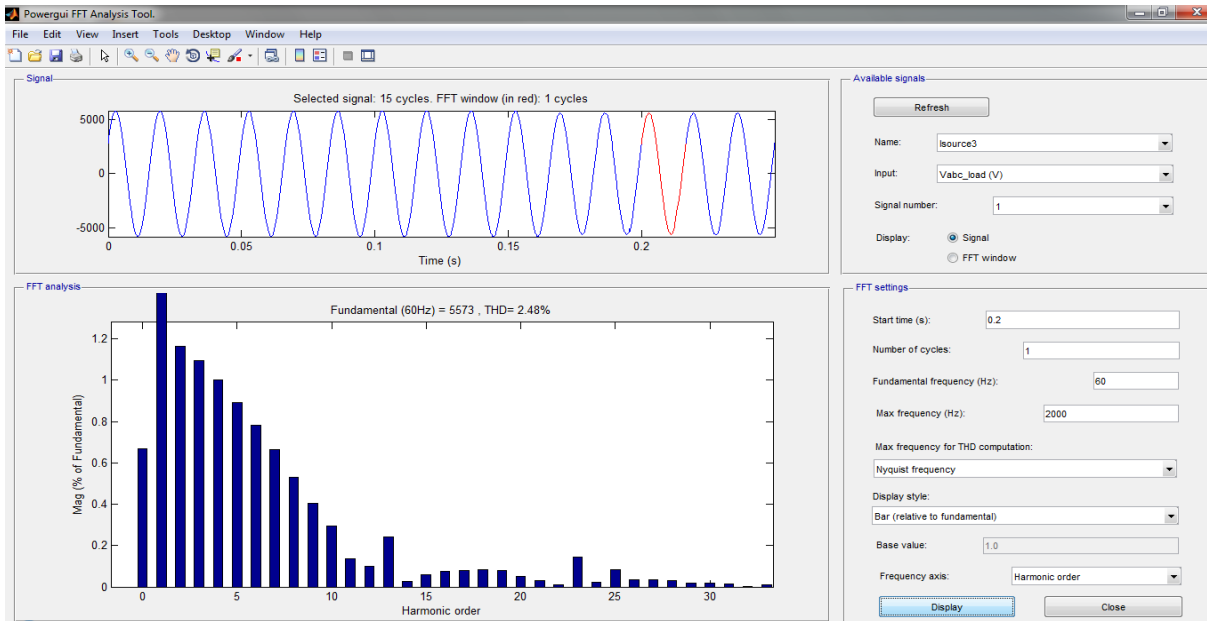 Powergui FFT Analysis Tool.
File Edit View Insert Tools Desktop Window Help
Signal
Selected signal: 15 cycles. FFT window (in red): 1 cycles
5000
0
-5000
0 0.05 0.1 0.15 0.2
Time (s)
Available signals
Refresh
Name: Isource3
Input: Vabc_load (V)
Signal number: 1
Display: Signal
FFT window
FFT analysis
Fundamental (60Hz) = 5573 , THD= 2.48%
Mag (% of Fundamental)
1.2
1
0.8
0.6
0.4
0.2
0
0 5 10 15 20 25 30
Harmonic order
FFT settings
Start time (s): 0.2
Number of cycles: 1
Fundamental frequency (Hz): 60
Max frequency (Hz): 2000
Max frequency for THD computation:
Nyquist frequency
Display style:
Bar (relative to fundamental)
Base value: 1.0
Frequency axis: Harmonic order
Display Close